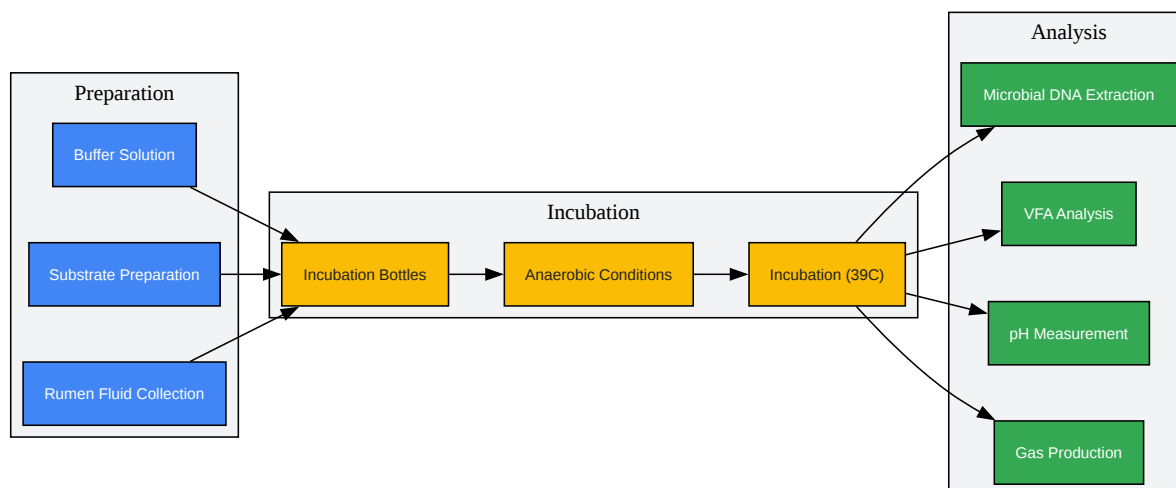 Preparation
Buffer Solution
Substrate Preparation
Rumen Fluid Collection
Incubation
Incubation Bottles
Anaerobic Conditions
Incubation (39C)
Analysis
Microbial DNA Extraction
VFA Analysis
pH Measurement
Gas Production